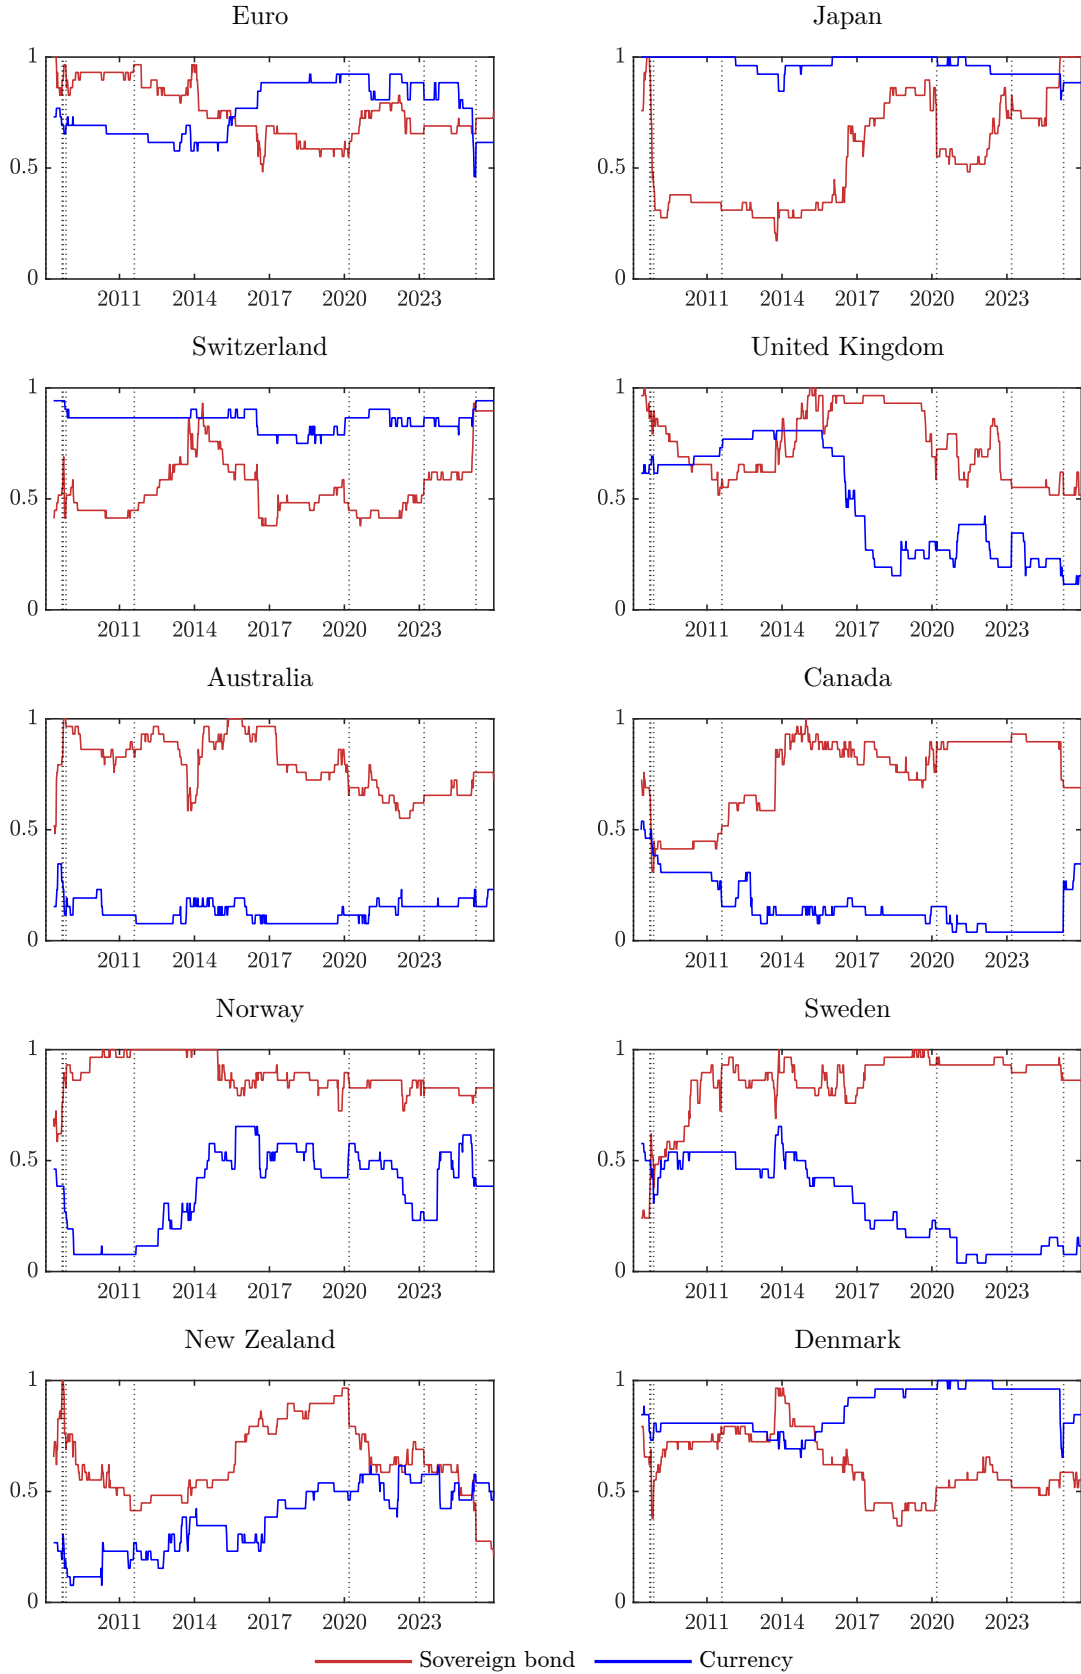 Euro
Japan
1
0.5
0
2011 2014 2017 2020 2023
1
0.5
0
2011 2014 2017 2020 2023
Switzerland
United Kingdom
1
0.5
0
2011 2014 2017 2020 2023
1
0.5
0
2011 2014 2017 2020 2023
Australia
Canada
1
0.5
0
2011 2014 2017 2020 2023
1
0.5
0
2011 2014 2017 2020 2023
Norway
Sweden
1
0.5
0
2011 2014 2017 2020 2023
1
0.5
0
2011 2014 2017 2020 2023
New Zealand
Denmark
1
0.5
0
2011 2014 2017 2020 2023
1
0.5
0
2011 2014 2017 2020 2023
Sovereign bond Currency